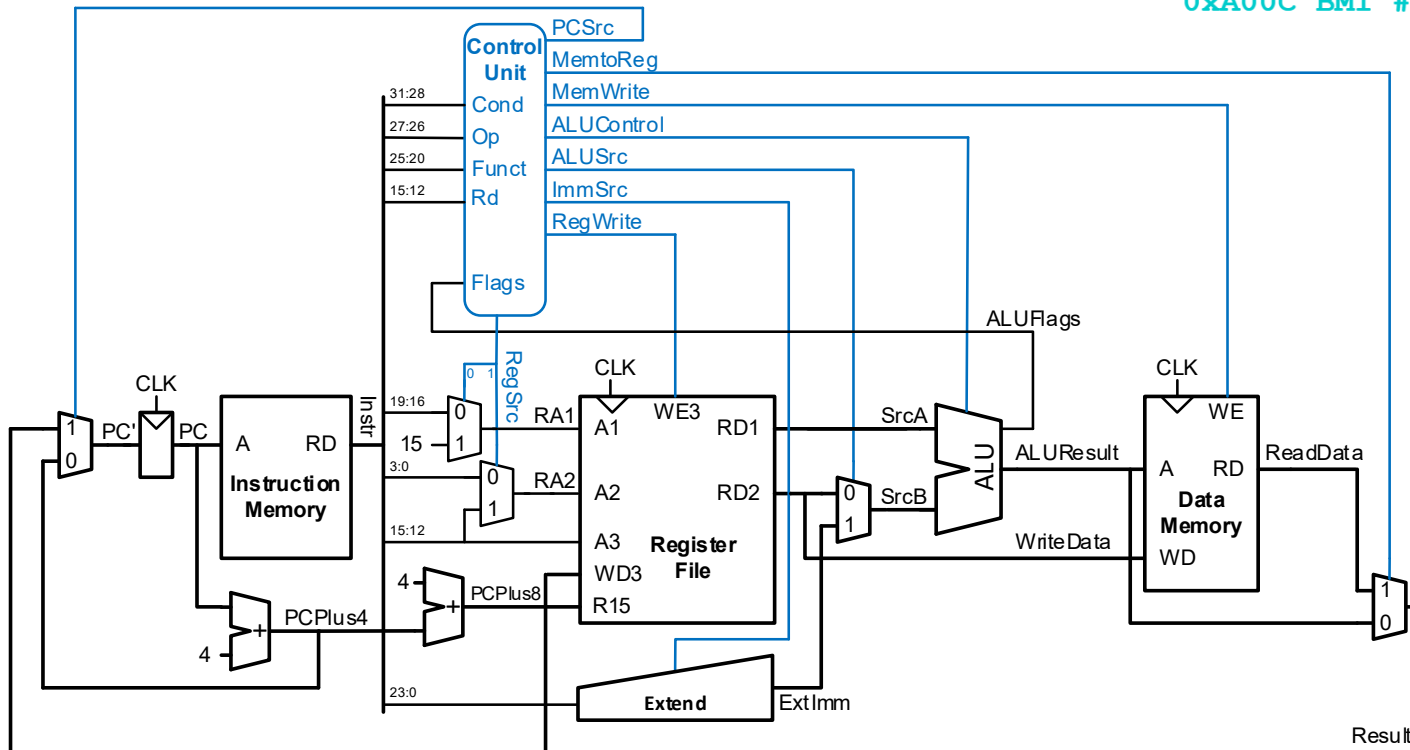 0xA00C BMI #
PCSrc
Control
Unit
MemtoReg
MemWrite
31:28
Cond
ALUControl
27:26
Op
ALUSrc
25:20
Funct
ImmSrc
15:12
Rd
RegWrite
Flags
ALUFlags
RegSrc
0 1
CLK
CLK
CLK
Instr
19:16
0
1
15
RA1
A1
WE3
RD1
SrcA
WE
1
0
PC'
PC
A
RD
Instruction
Memory
3:0
0
1
RA2
A2
RD2
0
1
SrcB
ALU
ALUResult
A
RD
ReadData
Data
Memory
15:12
A3
Register
File
WriteData
WD
WD3
4
+
PCPlus8
R15
1
0
PCPlus4
+
4
23:0
Extend
ExtImm
Result